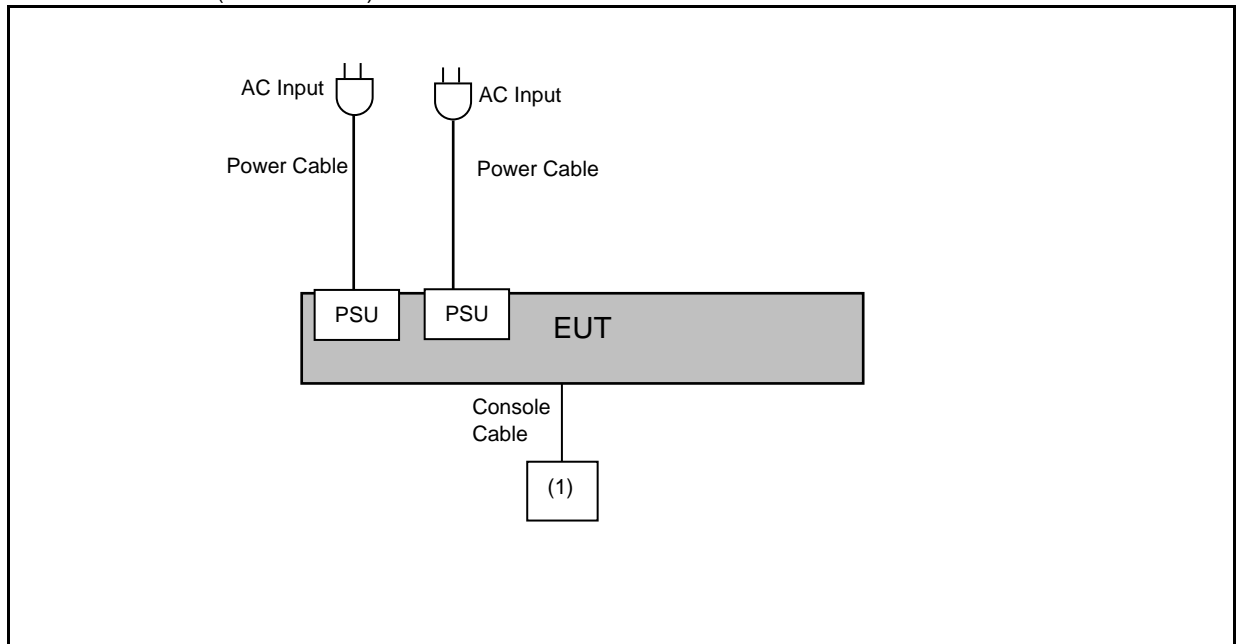 AC Input
AC Input
Power Cable
Power Cable
PSU
PSU
EUT
Console
Cable
(1)